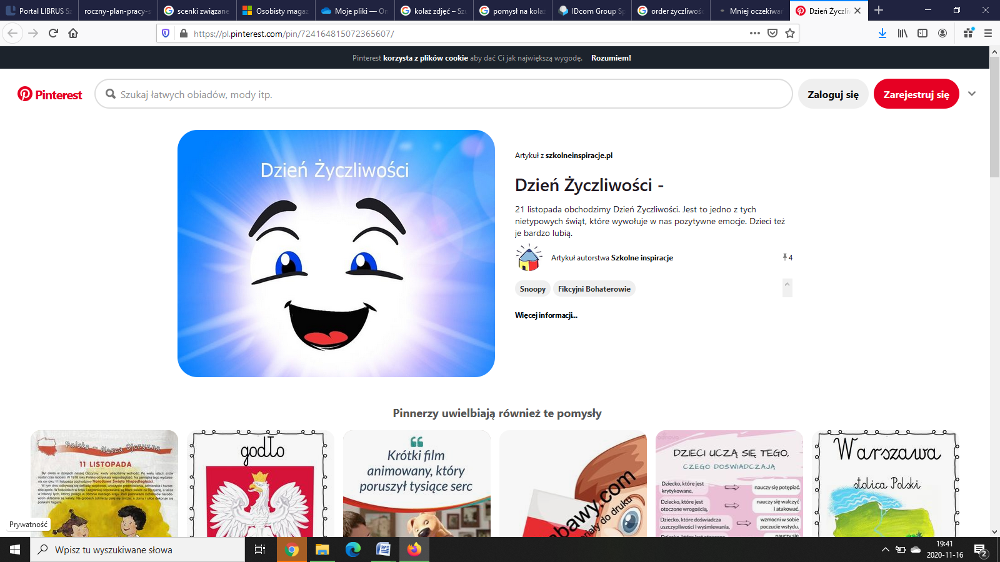 Portal LIBRUS Sz
roczny-plan-pracy-s
scenki związane
Osobisty magaz
Moje pliki — On
kolaż zdjęć – Szu
pomysł na kolaż
IDcom Group Sp
order życzliwośc
Mniej oczekiwan
Dzień Życzliw
https://pl.pinterest.com/pin/724164815072365607/
Pinterest korzysta z plików cookie aby dać Ci jak największą wygodę. Rozumiem!
Pinterest
Szukaj łatwych obiadów, mody itp.
Zaloguj się
Zarejestruj się
Dzień Życzliwości
Artykuł z szkolneinspiracje.pl
Dzień Życzliwości -
21 listopada obchodzimy Dzień Życzliwości. Jest to jedno z tych
nietypowych świąt, które wywołuje w nas pozytywne emocje. Dzieci też
je bardzo lubią.
Artykuł autorstwa Szkolne inspiracje
4
Snoopy
Fikcyjni Bohaterowie
Więcej informacji...
Pinnerzy uwielbiają również te pomysły
Polska – Nasza Ojczyzna
11 LISTOPADA
godło
Krótki film
animowany, który
poruszył tysiące serc
abawy.com
do druku
DZIECI UCZĄ SIĘ TEGO,
CZEGO DOŚWIADCZAJĄ
Dziecko, które jest
krytykowane,
nauczy się potępiać.
Dziecko, które jest
otoczone wrogością,
nauczy się walczyć
i atakować.
Dziecko, które doświadcza
uszczypliwości i wyśmiewania,
wzmocni w sobie
poczucie wstydu.
Warszawa
stolica Polski
Prywatność
Wpisz tu wyszukiwane słowa
19:41
2020-11-16
2